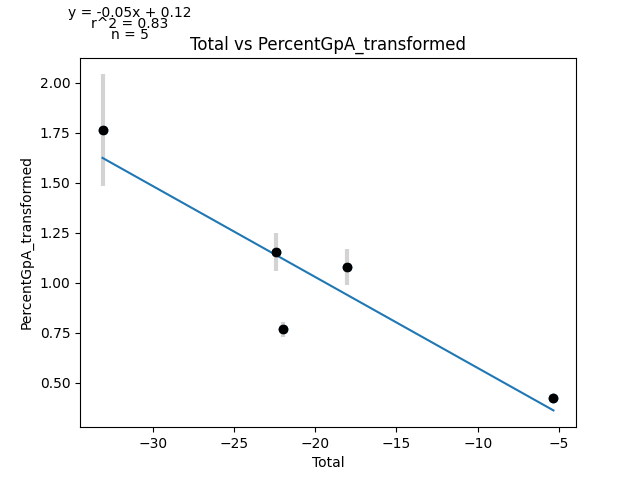 y = -0.05x + 0.12
r^2 = 0.83
n = 5
Total vs PercentGpA_transformed
PercentGpA_transformed
2.00
1.75
1.50
1.25
1.00
0.75
0.50
−30
−25
−20
−15
−10
−5
Total